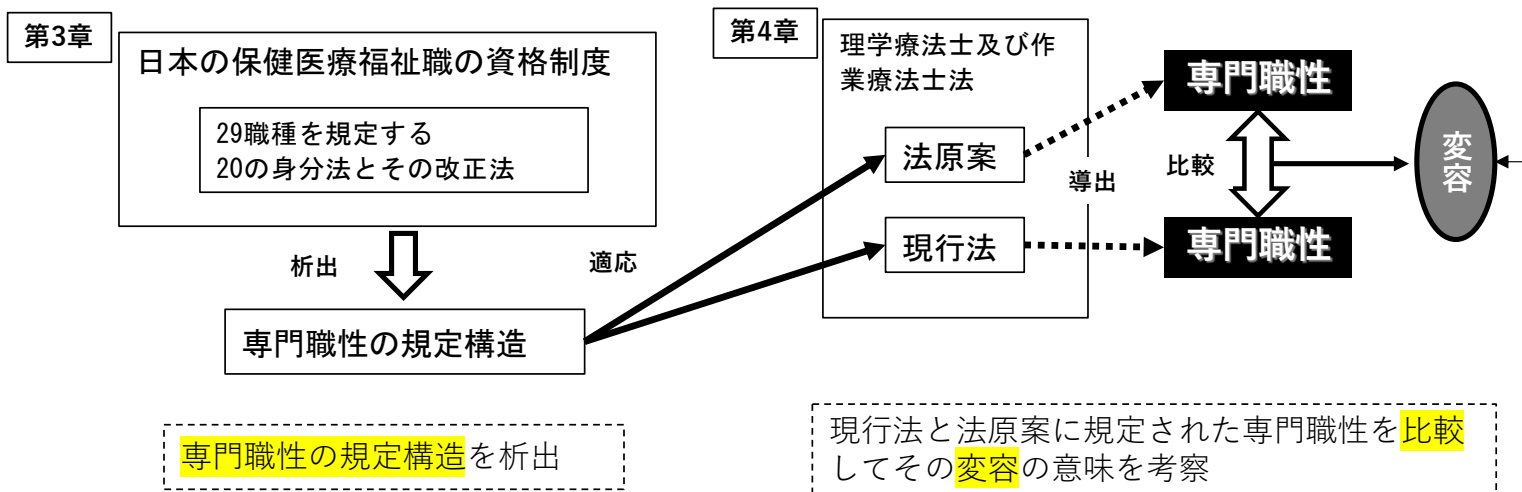 第3章
日本の保健医療福祉職の資格制度
29職種を規定する
20の身分法とその改正法
析出
適応
専門職性の規定構造
専門職性の規定構造を析出
第4章
理学療法士及び作
業療法士法
法原案
現行法
導出
専門職性
比較
専門職性
変容
現行法と法原案に規定された専門職性を比較
してその変容の意味を考察